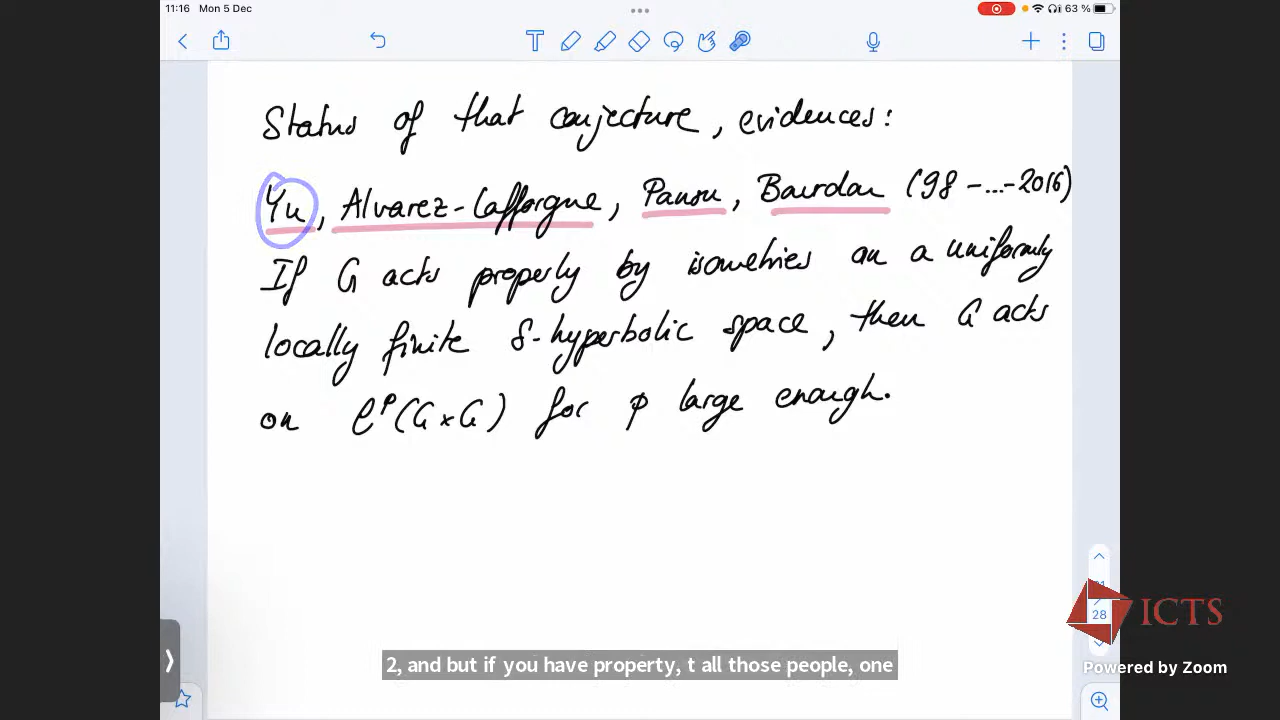 11:16 Mon 5 Dec
63 %
Status of that conjecture, evidences:
Yu, Alvarez-Lafforgue, Pansu, Bourdon (98 -...-2016)
If G acts properly by isometries on a uniformly
locally finite δ-hyperbolic space, then G acts
on ℓᵖ(G×G) for p large enough.
28
ICTS
Powered by Zoom
2, and but if you have property, t all those people, one